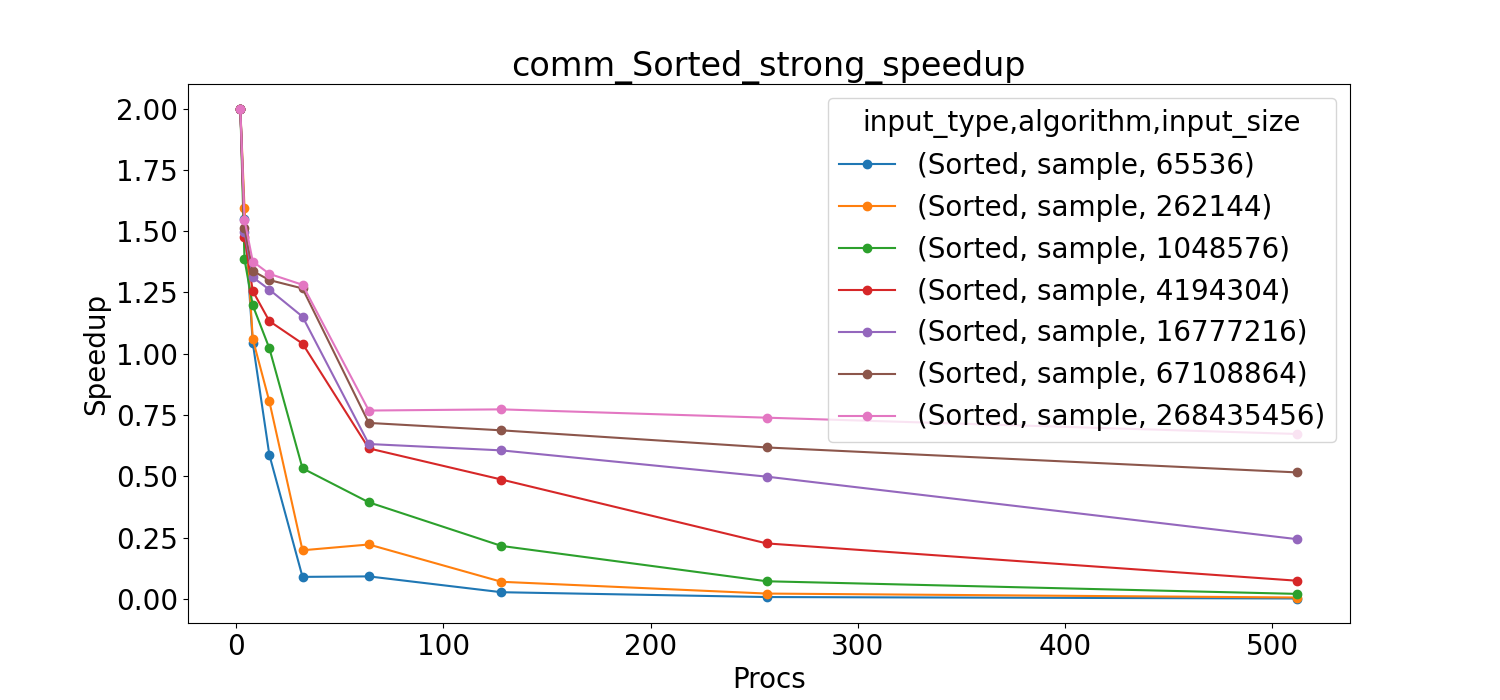 comm_Sorted_strong_speedup
input_type,algorithm,input_size
(Sorted, sample, 65536)
(Sorted, sample, 262144)
(Sorted, sample, 1048576)
(Sorted, sample, 4194304)
(Sorted, sample, 16777216)
(Sorted, sample, 67108864)
(Sorted, sample, 268435456)
Speedup
2.00
1.75
1.50
1.25
1.00
0.75
0.50
0.25
0.00
0 100 200 300 400 500
Procs